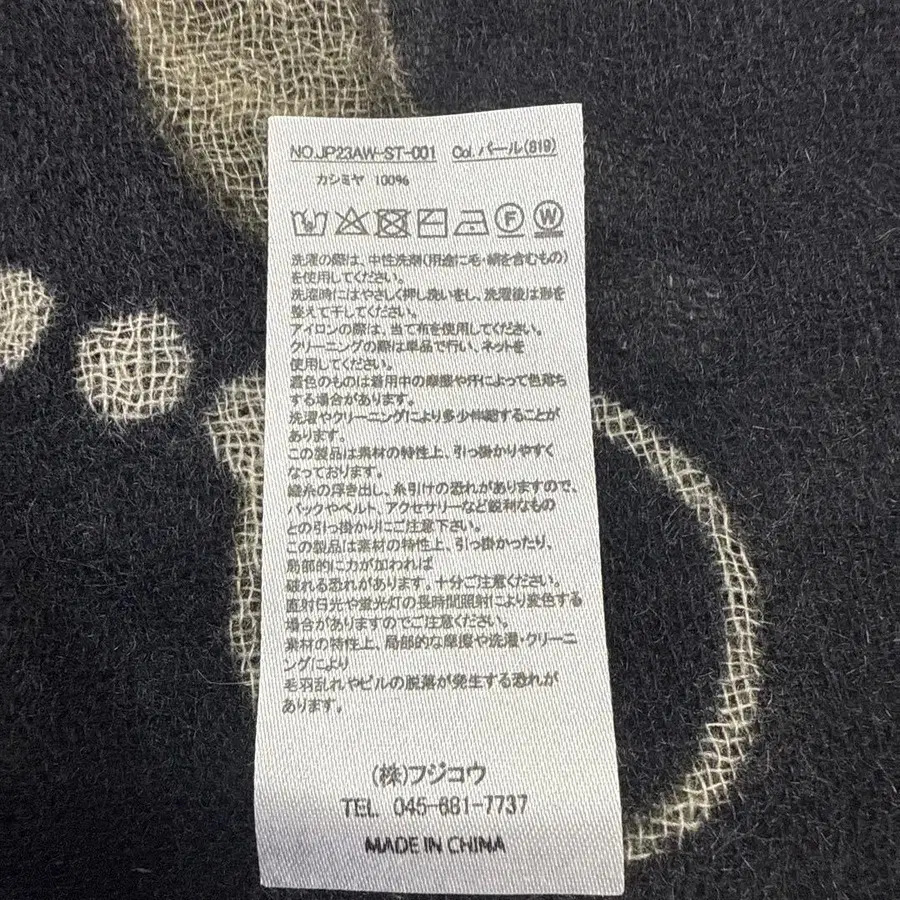 NO.JP23AW-ST-001 Col.パール(819)
カシミヤ 100%
F W
洗濯の際は、中性洗剤(用途に毛・絹を含むもの)
を使用してください。
洗濯時にはやさしく押し洗いをし、洗濯後は形を
整えて干してください。
アイロンの際は、当て布を使用してください。
クリーニングの際は単品で行い、ネットを
使用してください。
濃色のものは着用中の摩擦や汗によって色落ち
する場合があります。
洗濯やクリーニングにより多少伸縮することが
あります。
この製品は素材の特性上、引っ掛かりやすく
なっております。
織糸の浮き出し、糸引けの恐れがありますので、
バックやベルト、アクセサリーなど鋭利なもの
との引っ掛かりにご注意下さい。
この製品は素材の特性上、引っ掛かったり、
局部的に力が加われば
破れる恐れがあります。十分ご注意ください。
直射日光や蛍光灯の長時間照射により変色する
場合がありますのでご注意ください。
素材の特性上、局部的な摩擦や洗濯・クリーニ
ングにより
毛羽乱れやピルの脱落が発生する恐れが
あります。
(株)フジコウ
TEL 045-681-7737
MADE IN CHINA